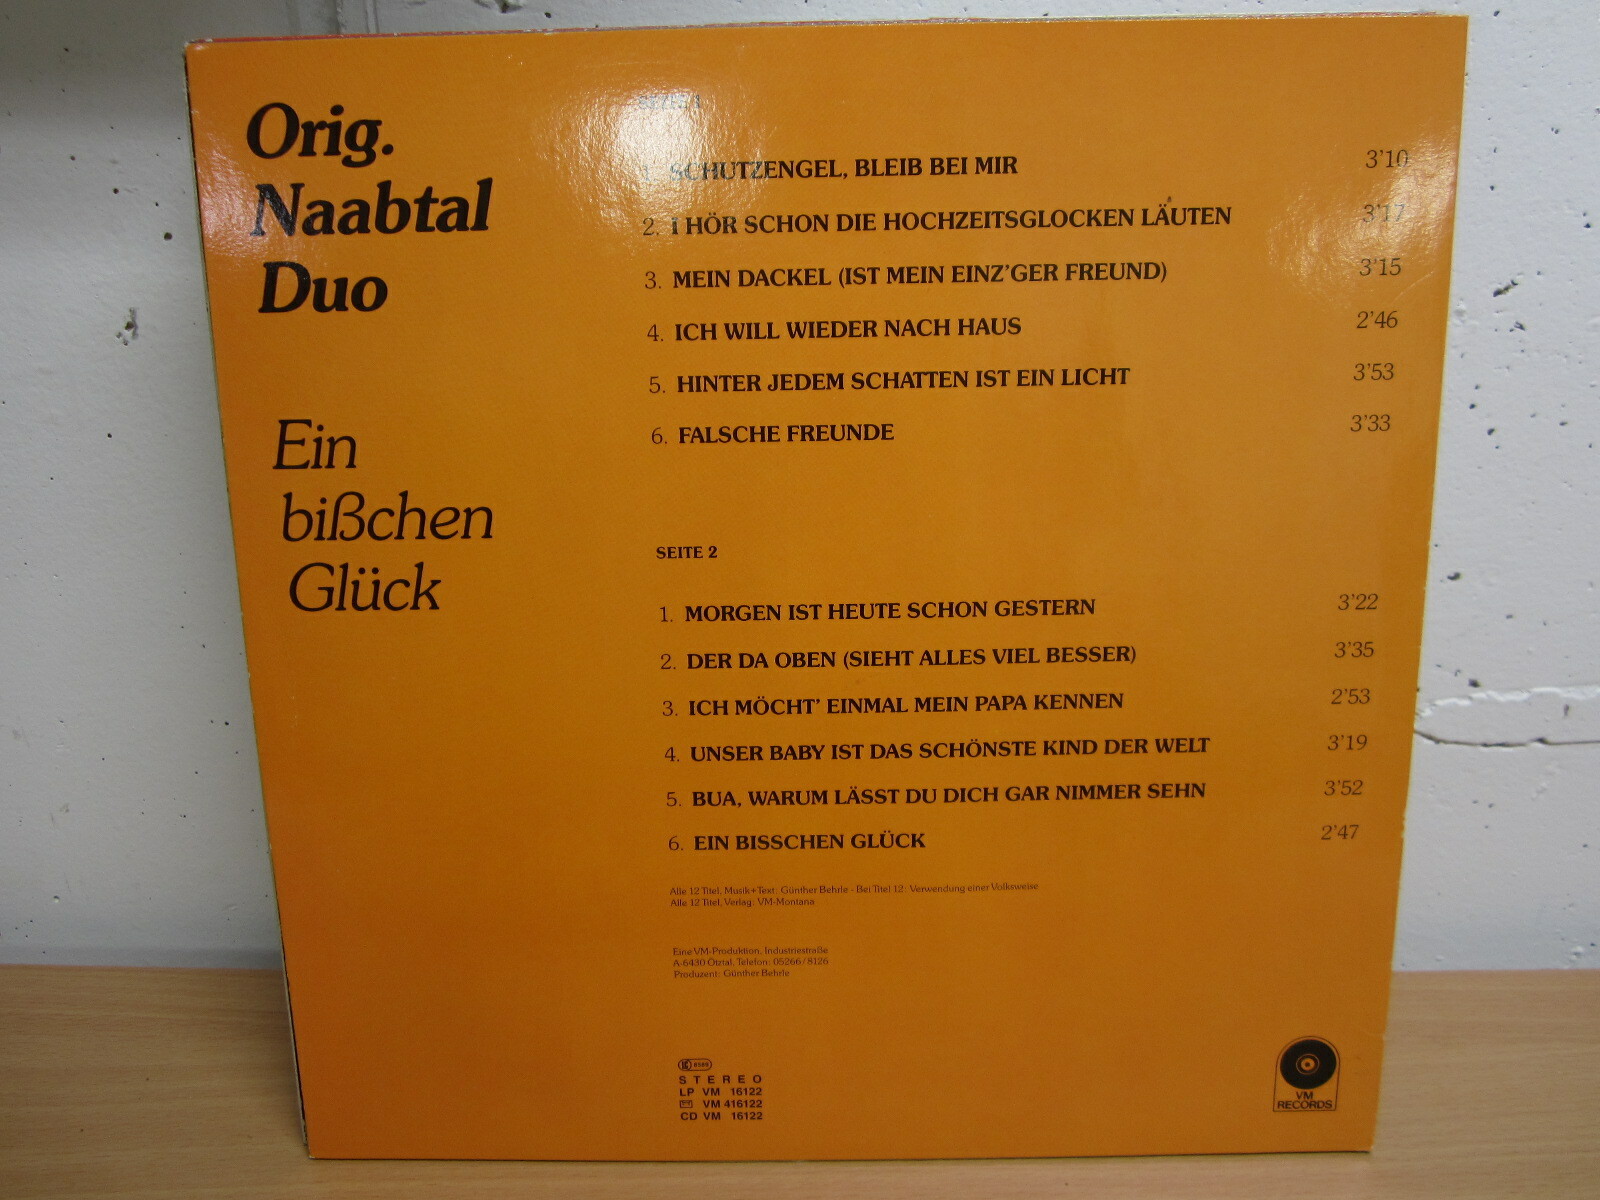 Orig.
Naabtal
Duo
Ein
bißchen
Glück
SEITE 1
1. SCHUTZENGEL, BLEIB BEI MIR 3'10
2. I HÖR SCHON DIE HOCHZEITSGLOCKEN LÄUTEN 3'17
3. MEIN DACKEL (IST MEIN EINZ'GER FREUND) 3'15
4. ICH WILL WIEDER NACH HAUS 2'46
5. HINTER JEDEM SCHATTEN IST EIN LICHT 3'53
6. FALSCHE FREUNDE 3'33
SEITE 2
1. MORGEN IST HEUTE SCHON GESTERN 3'22
2. DER DA OBEN (SIEHT ALLES VIEL BESSER) 3'35
3. ICH MÖCHT' EINMAL MEIN PAPA KENNEN 2'53
4. UNSER BABY IST DAS SCHÖNSTE KIND DER WELT 3'19
5. BUA, WARUM LÄSST DU DICH GAR NIMMER SEHN 3'52
6. EIN BISSCHEN GLÜCK 2'47
Alle 12 Titel, Musik+Text: Günther Behrle - Bei Titel 12: Verwendung einer Volksweise
Alle 12 Titel, Verlag: VM-Montana
Eine VM-Produktion, Industriestraße
A-6430 Ötztal, Telefon: 05266/8126
Produzent: Günther Behrle
STEREO
LP VM 16122
VM 416122
CD VM 16122
VM
RECORDS